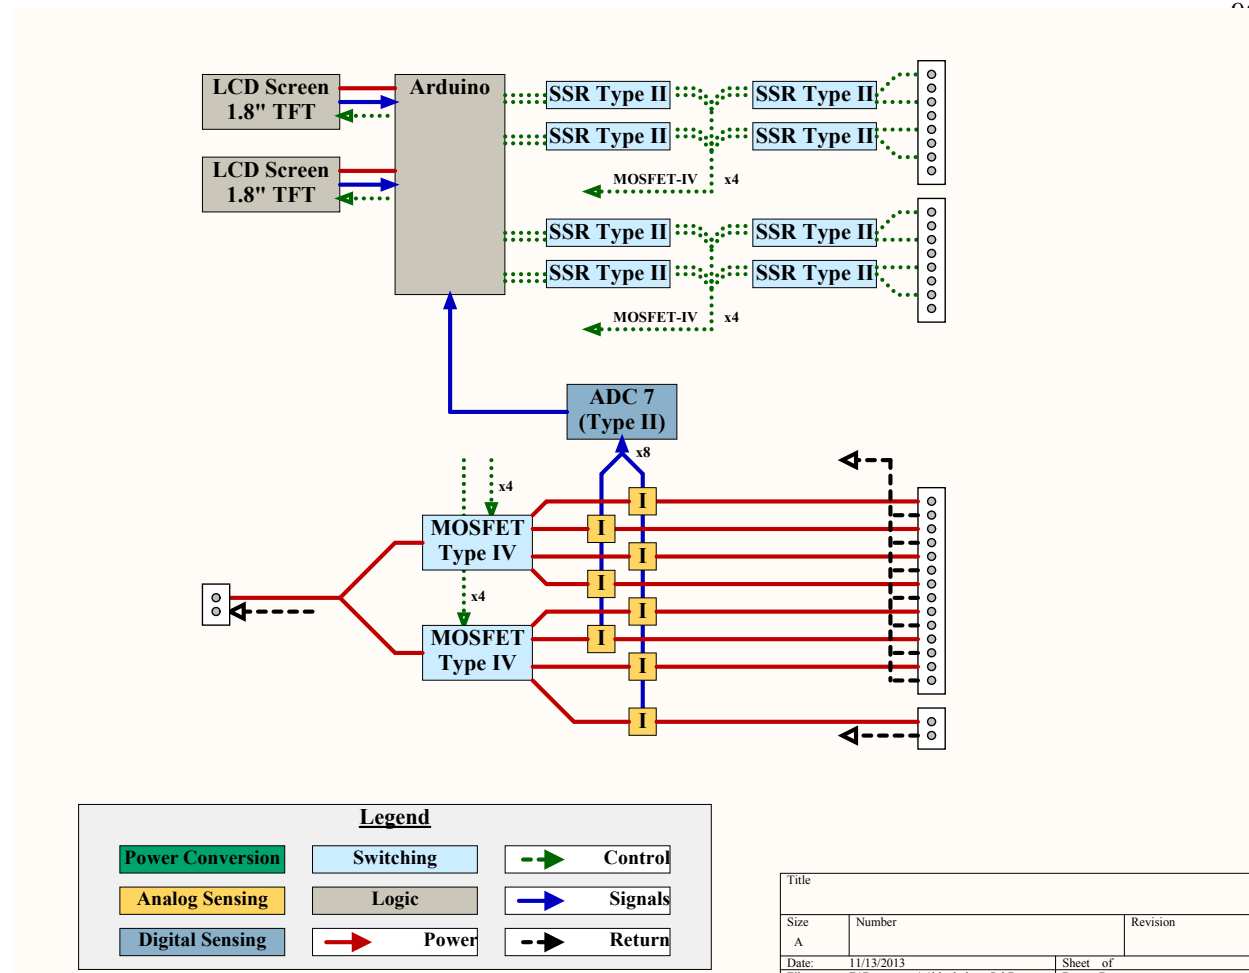 LCD Screen
1.8" TFT
Arduino
SSR Type II
SSR Type II
SSR Type II
SSR Type II
LCD Screen
1.8" TFT
MOSFET-IV
x4
SSR Type II
SSR Type II
SSR Type II
SSR Type II
MOSFET-IV
x4
ADC 7
(Type II)
x8
x4
MOSFET
Type IV
I
I
I
I
x4
MOSFET
Type IV
I
I
I
I
Legend
Power Conversion
Switching
Control
Analog Sensing
Logic
Signals
Digital Sensing
Power
Return
Title
Size
Number
Revision
A
Date:
11/13/2013
Sheet of